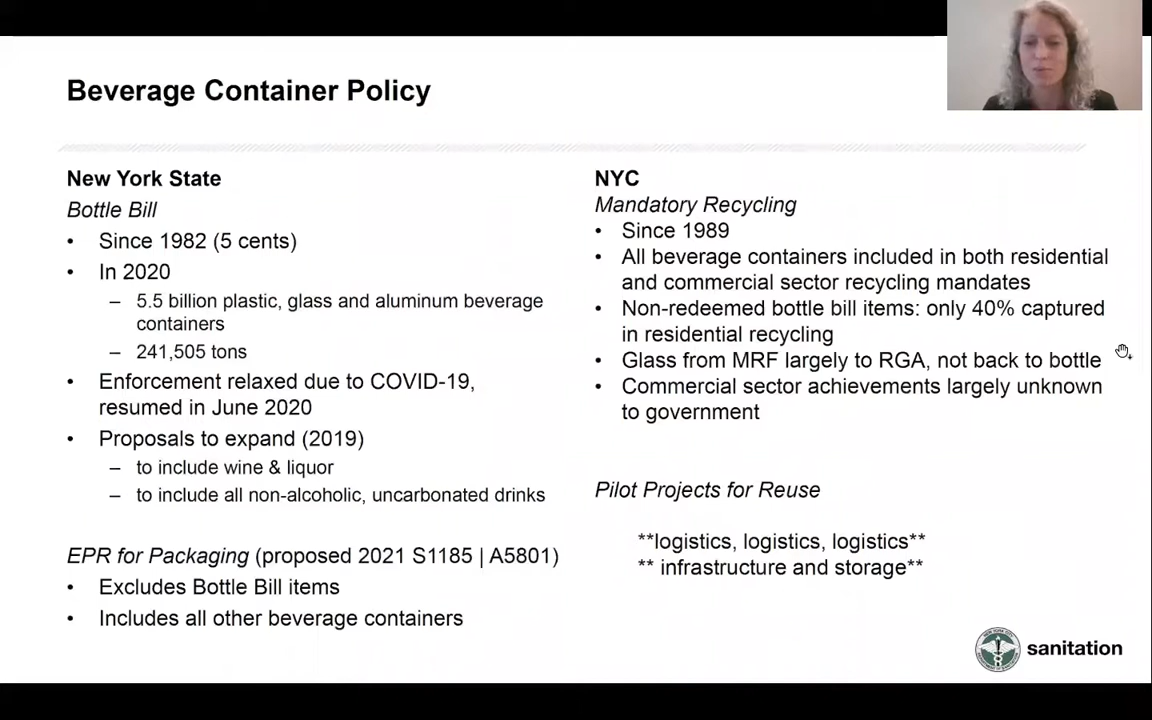 Beverage Container Policy
New York State
Bottle Bill
• Since 1982 (5 cents)
• In 2020
– 5.5 billion plastic, glass and aluminum beverage
containers
– 241,505 tons
• Enforcement relaxed due to COVID-19,
resumed in June 2020
• Proposals to expand (2019)
– to include wine & liquor
– to include all non-alcoholic, uncarbonated drinks
EPR for Packaging (proposed 2021 S1185 | A5801)
• Excludes Bottle Bill items
• Includes all other beverage containers
NYC
Mandatory Recycling
• Since 1989
• All beverage containers included in both residential
and commercial sector recycling mandates
• Non-redeemed bottle bill items: only 40% captured
in residential recycling
• Glass from MRF largely to RGA, not back to bottle
• Commercial sector achievements largely unknown
to government
Pilot Projects for Reuse
**logistics, logistics, logistics**
** infrastructure and storage**
sanitation